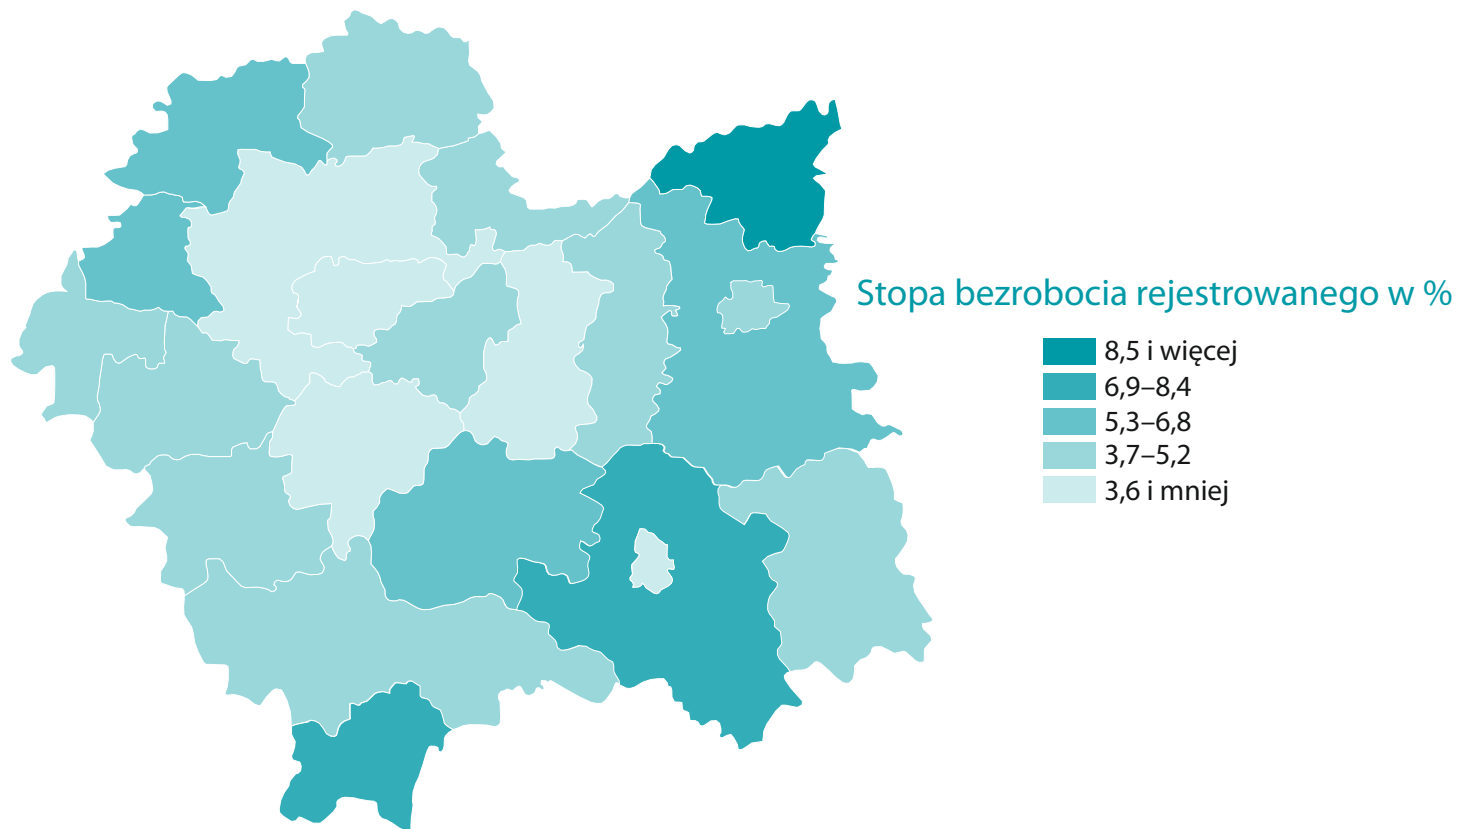 Stopa bezrobocia rejestrowanego w %
8,5 i więcej
6,9–8,4
5,3–6,8
3,7–5,2
3,6 i mniej